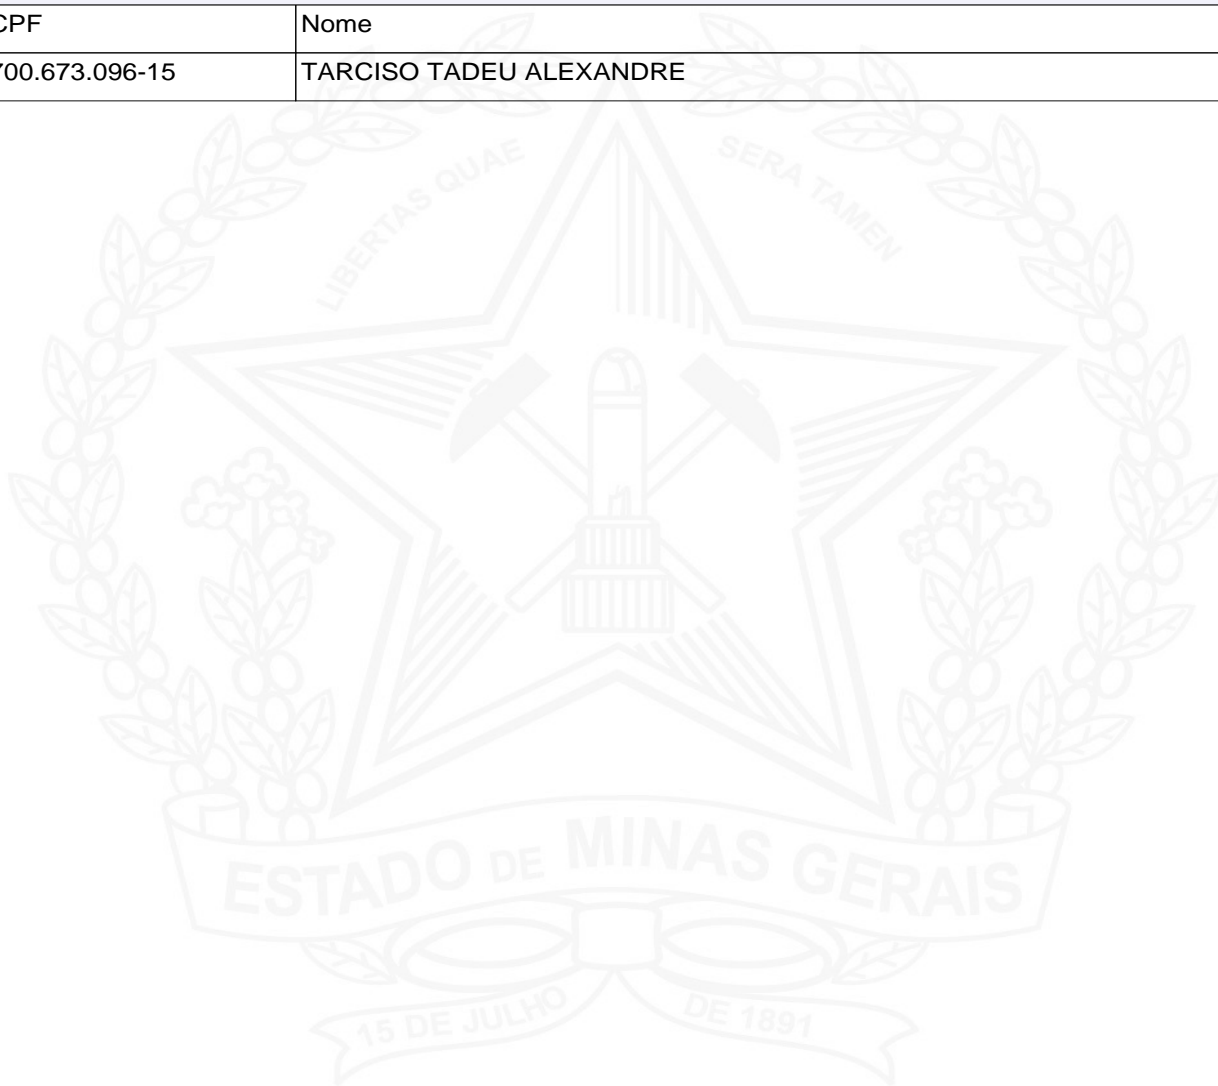 CPF Nome
700.673.096-15 TARCISO TADEU ALEXANDRE
LIBERTAS QUAE SERA TAMEN
ESTADO DE MINAS GERAIS
15 DE JULHO DE 1891